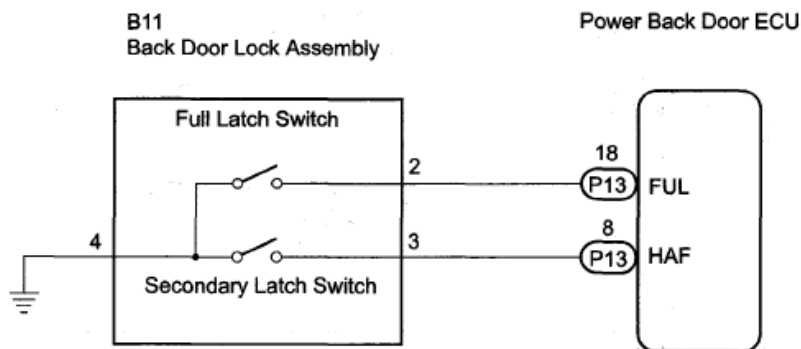 B11
Back Door Lock Assembly
Power Back Door ECU
Full Latch Switch
2
18
P13
FUL
4
3
8
P13
HAF
Secondary Latch Switch